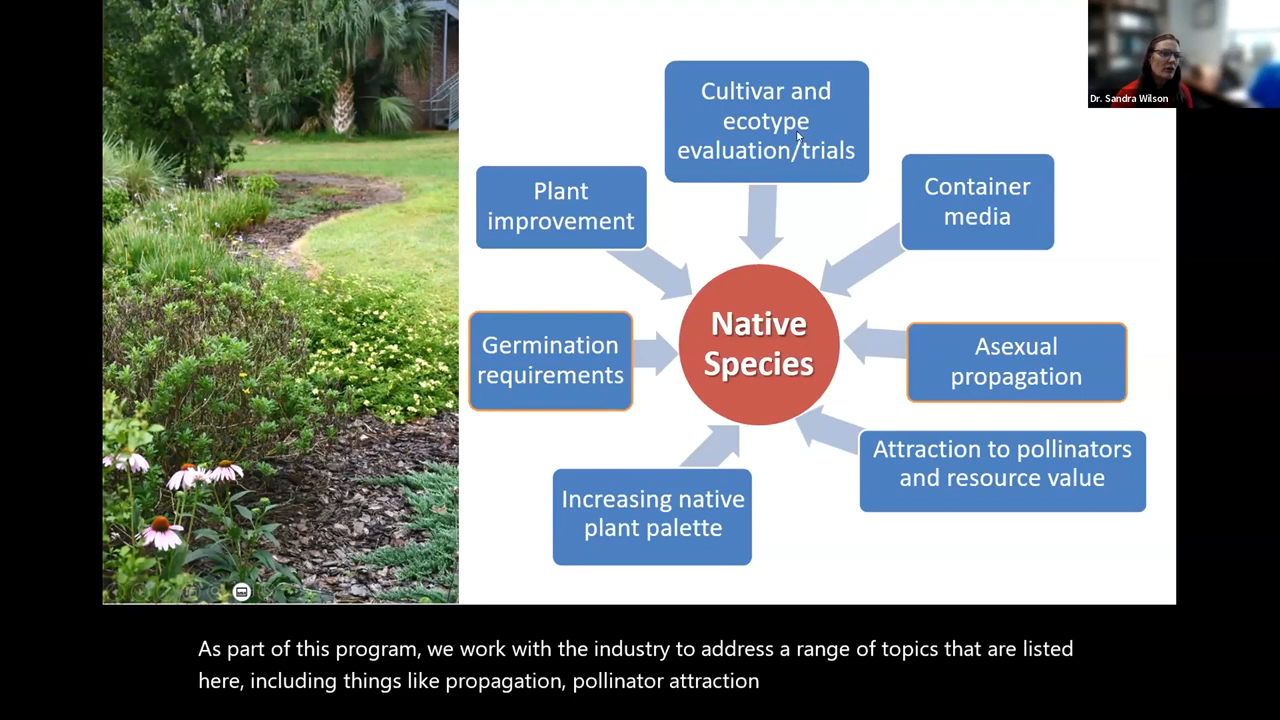 Cultivar and
ecotype
evaluation/trials
Dr. Sandra Wilson
Plant
improvement
Container
media
Native
Species
Germination
requirements
Asexual
propagation
Attraction to pollinators
and resource value
Increasing native
plant palette
As part of this program, we work with the industry to address a range of topics that are listed
here, including things like propagation, pollinator attraction